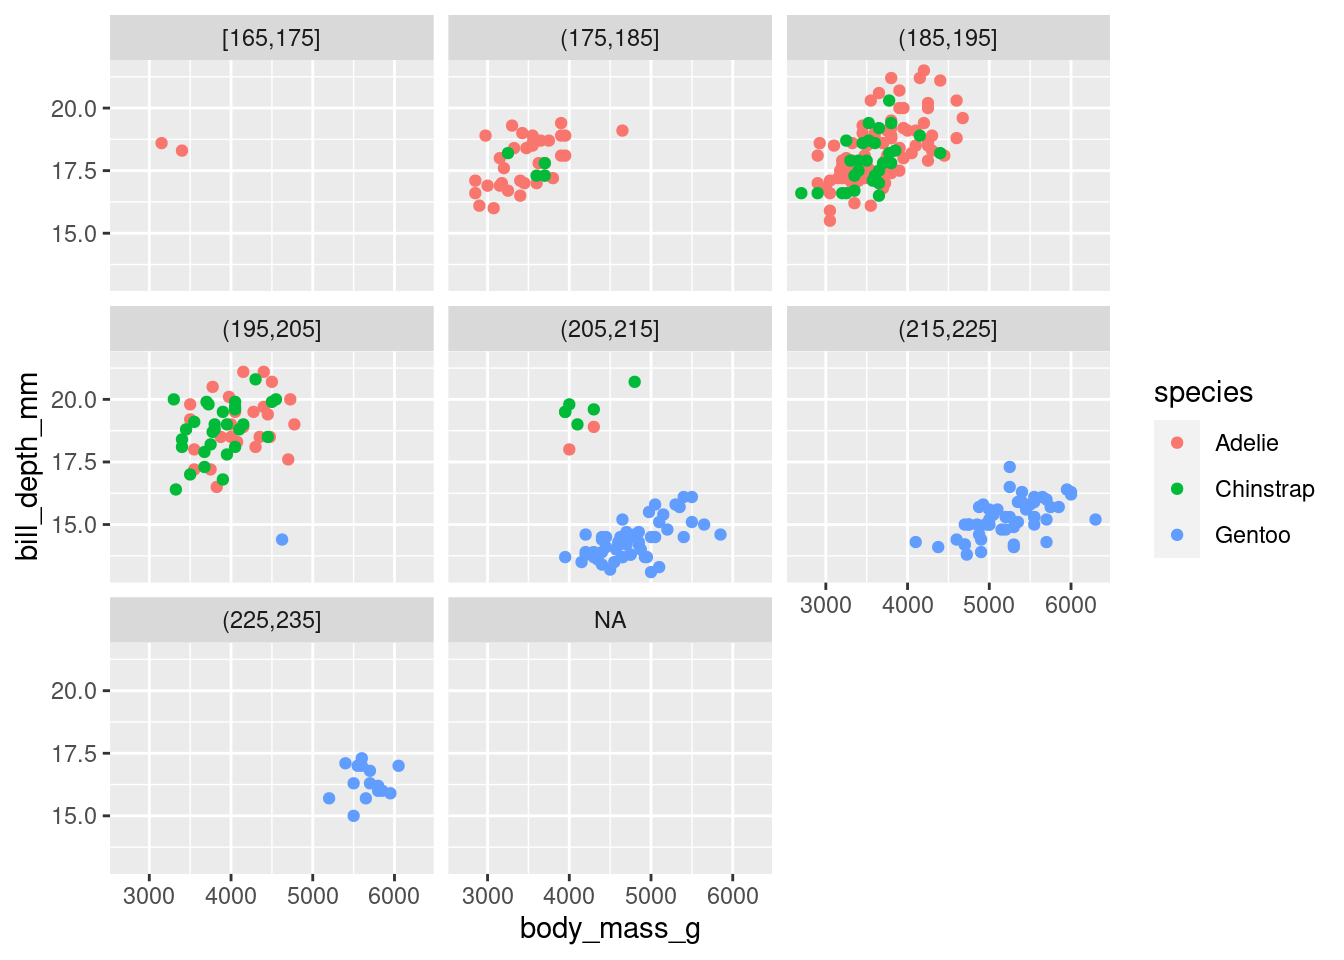 [165,175]
(175,185]
(185,195]
20.0
17.5
15.0
(195,205]
(205,215]
(215,225]
20.0
17.5
15.0
3000 4000 5000 6000
(225,235]
NA
20.0
17.5
15.0
3000 4000 5000 6000
3000 4000 5000 6000
body_mass_g
bill_depth_mm
species
Adelie
Chinstrap
Gentoo